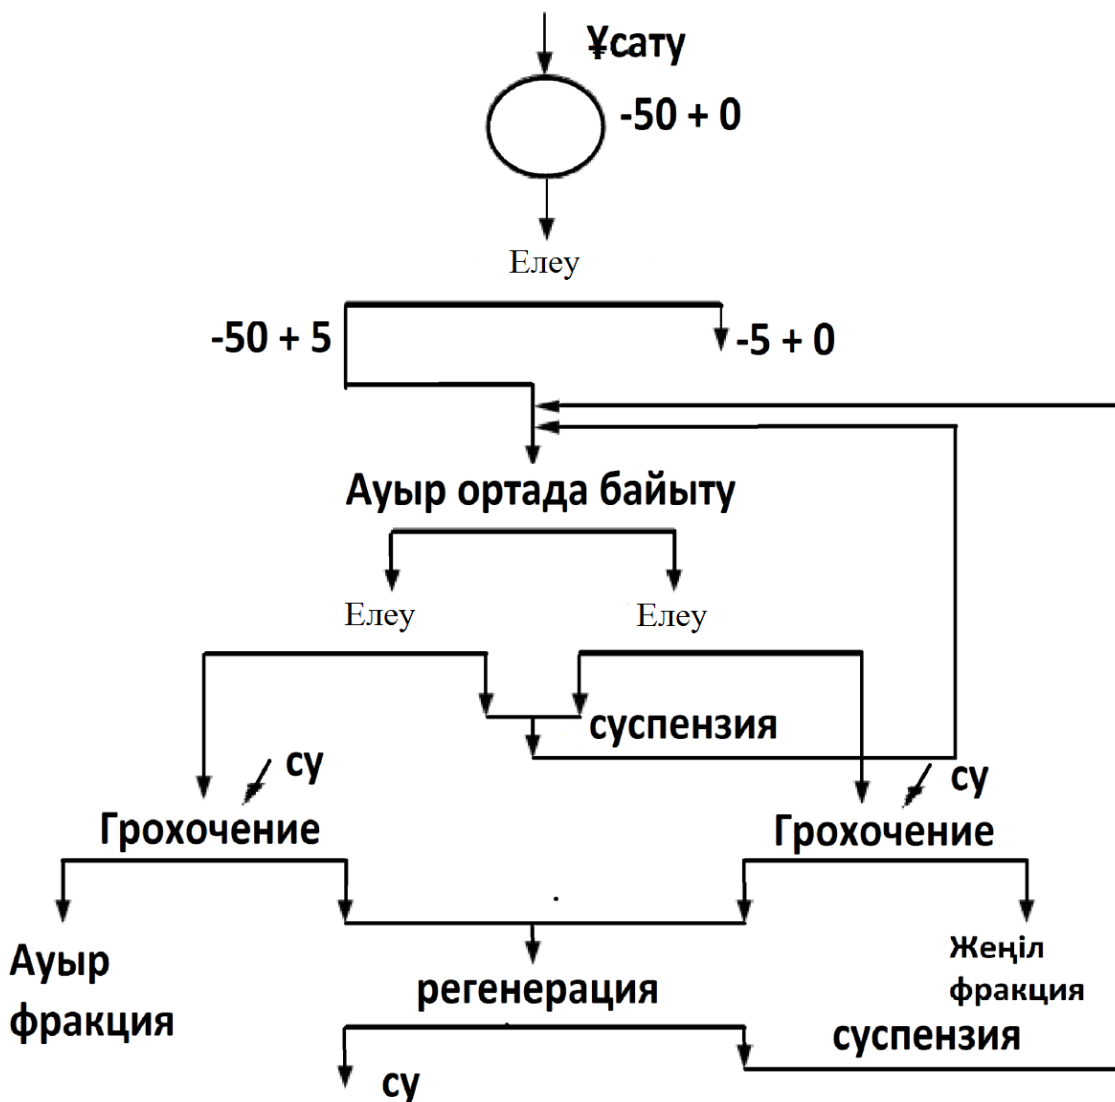 ¥сату
-50 + 0
Елеу
-50 + 5
-5 + 0
Ауыр ортада байыту
Елеу
Елеу
суспензия
су
су
Грохочение
Грохочение
Ауыр
фракция
регенерация
Жеңіл
фракция
суспензия
су